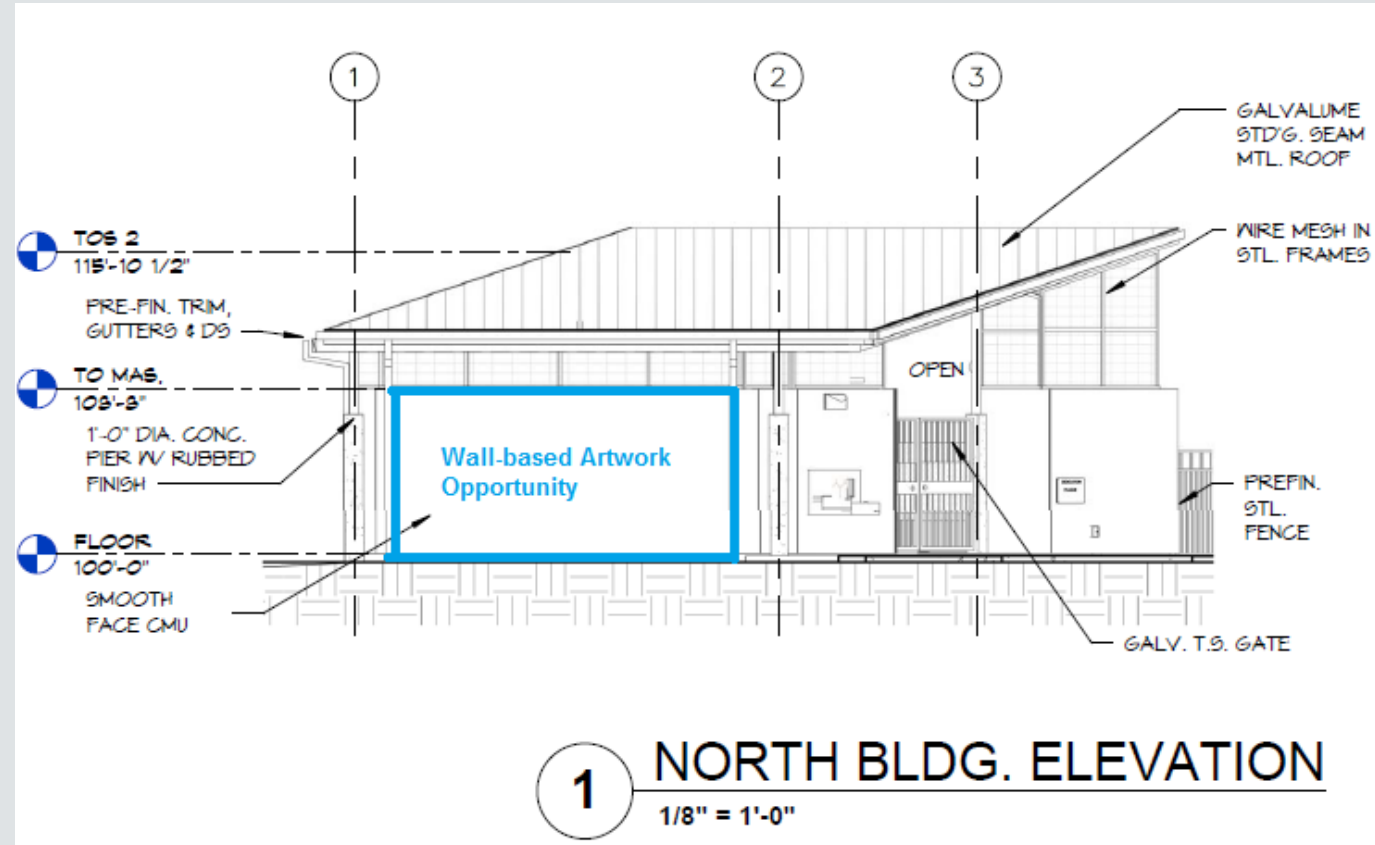 1
2
3
GALVALUME
STD'G. SEAM
MTL. ROOF
WIRE MESH IN
STL. FRAMES
TOS 2
115'-10 1/2"
PRE-FIN. TRIM,
GUTTERS & DS
TO MAS.
108'-8"
OPEN
1'-0" DIA. CONC.
PIER W/ RUBBED
FINISH
Wall-based Artwork
Opportunity
PREFIN.
STL.
FENCE
FLOOR
100'-0"
SMOOTH
FACE CMU
GALV. T.S. GATE
1
NORTH BLDG. ELEVATION
1/8" = 1'-0"